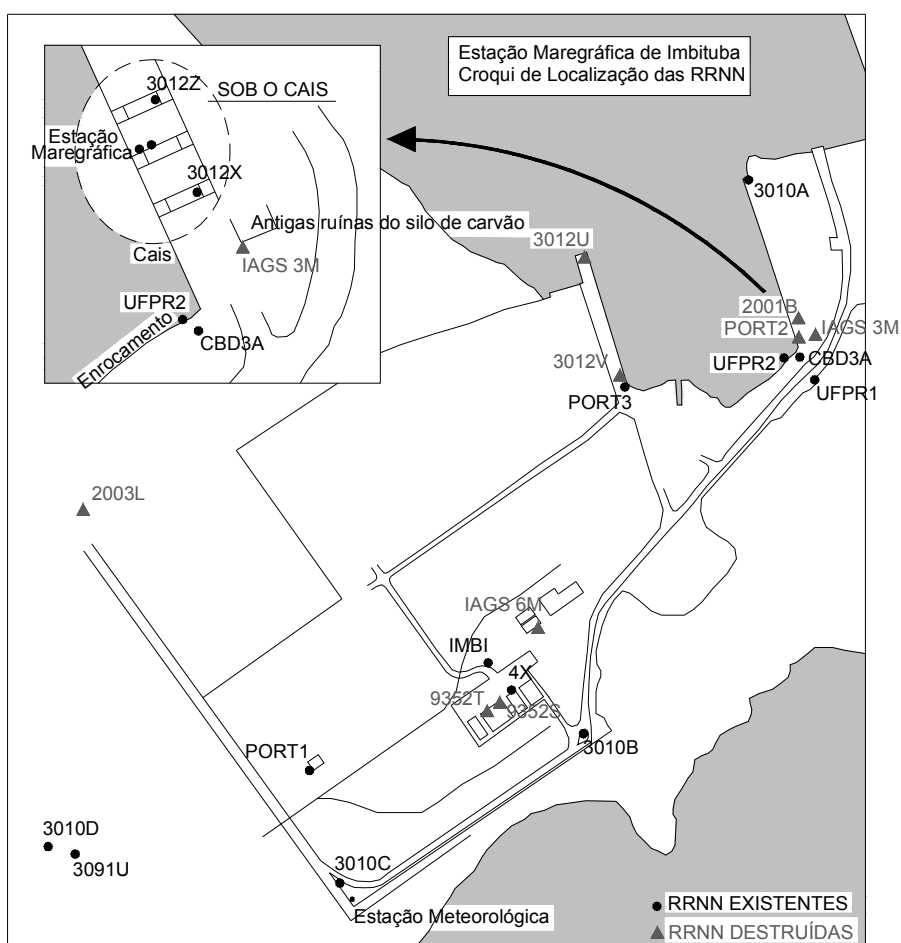 Estação Maregráfica de Imbituba
Croqui de Localização das RRNN
3012Z
SOB O CAIS
Estação
Maregráfica
3012X
Antigas ruínas do silo de carvão
Cais
IAGS 3M
UFPR2
CBD3A
Enrocamento
3010A
3012U
2001B
PORT2
IAGS 3M
UFPR2
CBD3A
UFPR1
3012V
PORT3
2003L
IAGS 6M
IMBI
4X
9352T
9352S
3010B
PORT1
3010D
3091U
3010C
Estação Meteorológica
RRNN EXISTENTES
RRNN DESTRUÍDAS